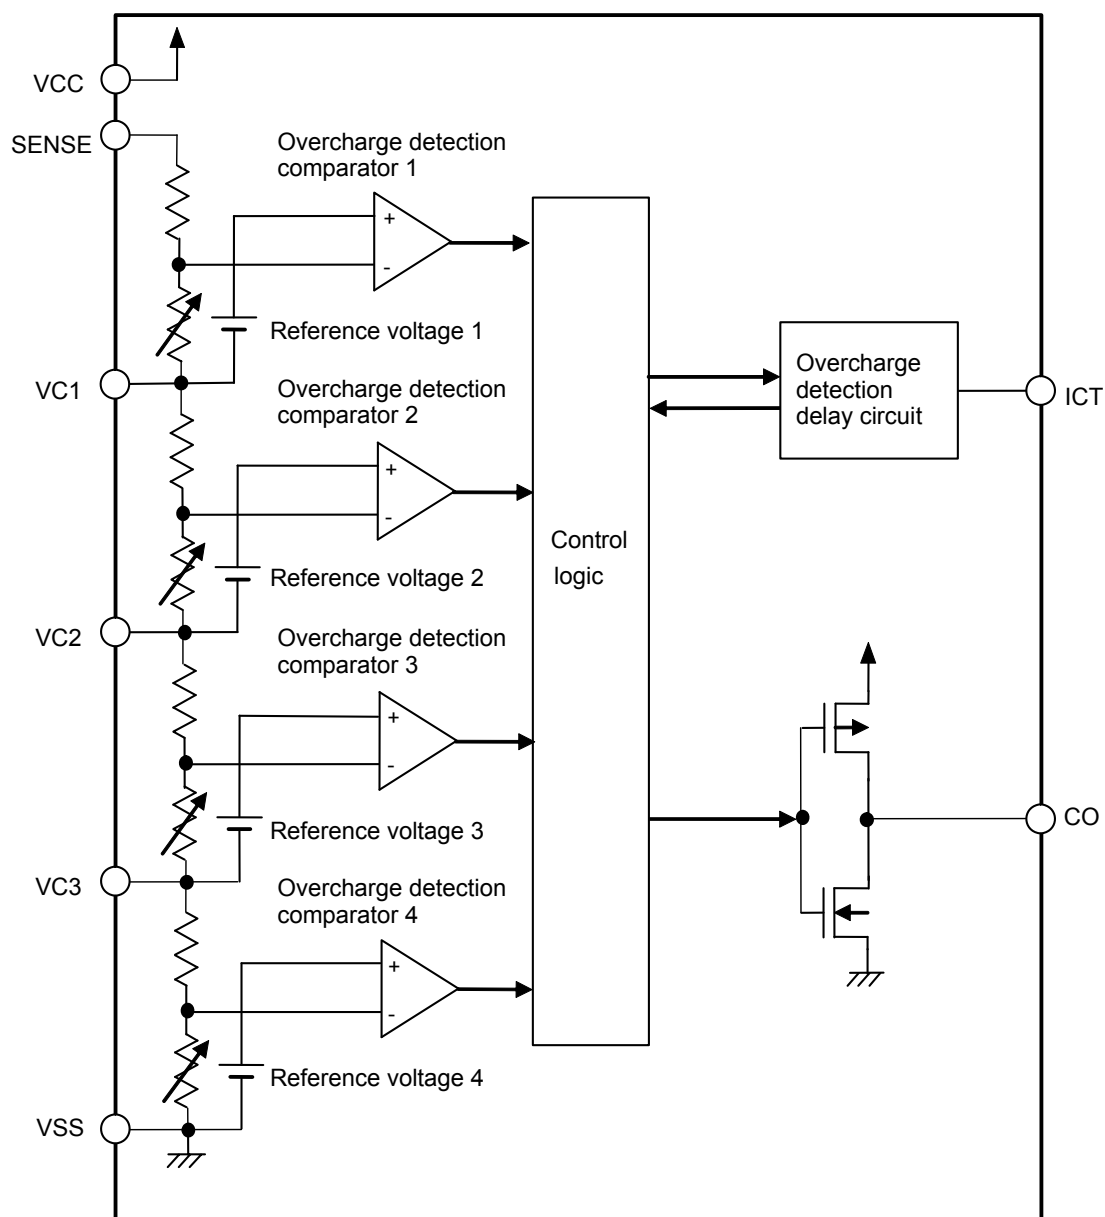 VCC
SENSE
Overcharge detection
comparator 1
+
-
Reference voltage 1
VC1
Overcharge detection
comparator 2
+
-
Reference voltage 2
VC2
Overcharge detection
comparator 3
+
-
Reference voltage 3
VC3
Overcharge detection
comparator 4
+
-
Reference voltage 4
VSS
Control
logic
Overcharge
detection
delay circuit
ICT
CO